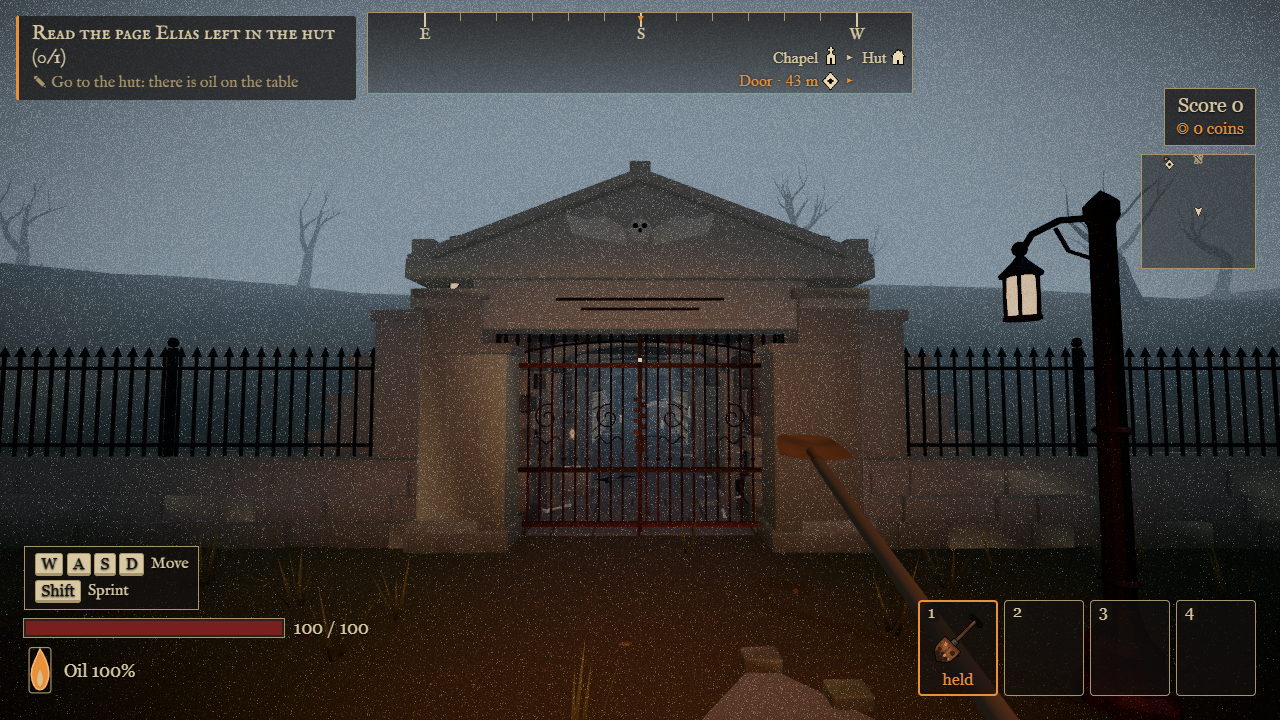 Read the page Elias left in the hut
(0/1)
Go to the hut: there is oil on the table
E S W
Chapel Hut
Door · 43 m
Score 0
0 coins
W A S D Move
Shift Sprint
100 / 100
Oil 100%
1 2 3 4
held